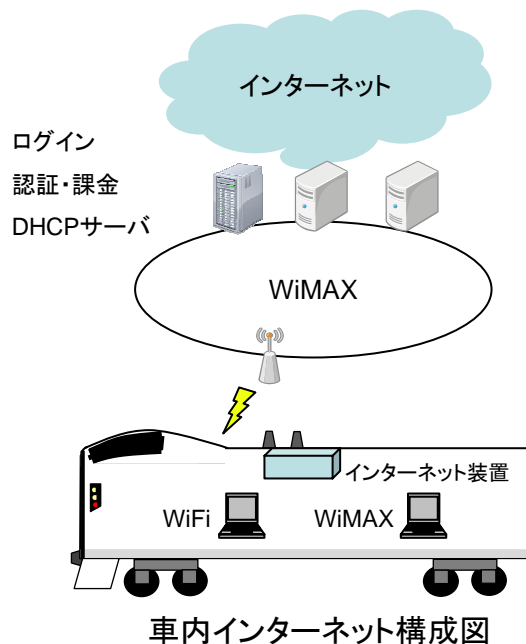 インターネット
ログイン
認証・課金
DHCPサーバ
WiMAX
インターネット装置
WiFi
WiMAX
車内インターネット構成図